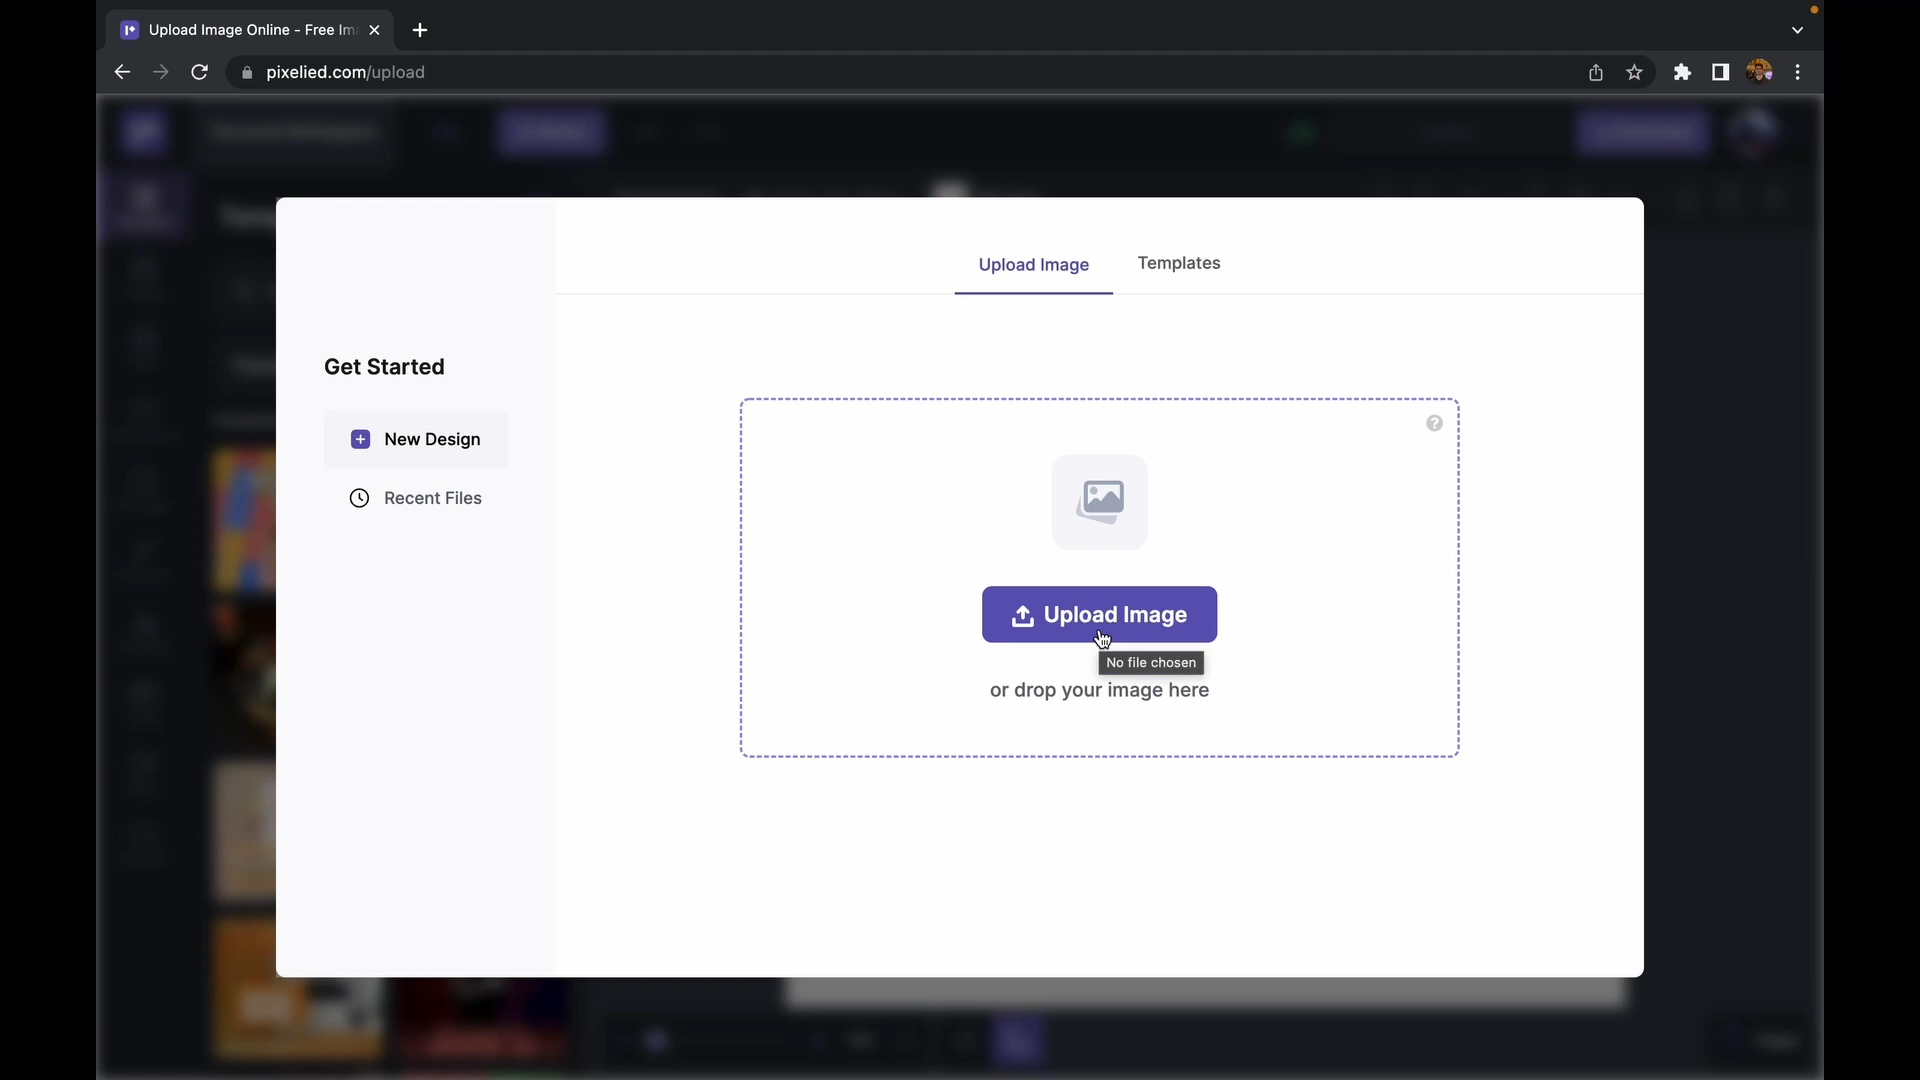 Upload Image Online - Free Im
pixelied.com/upload
Upload Image
Templates
Get Started
New Design
Recent Files
Upload Image
No file chosen
or drop your image here